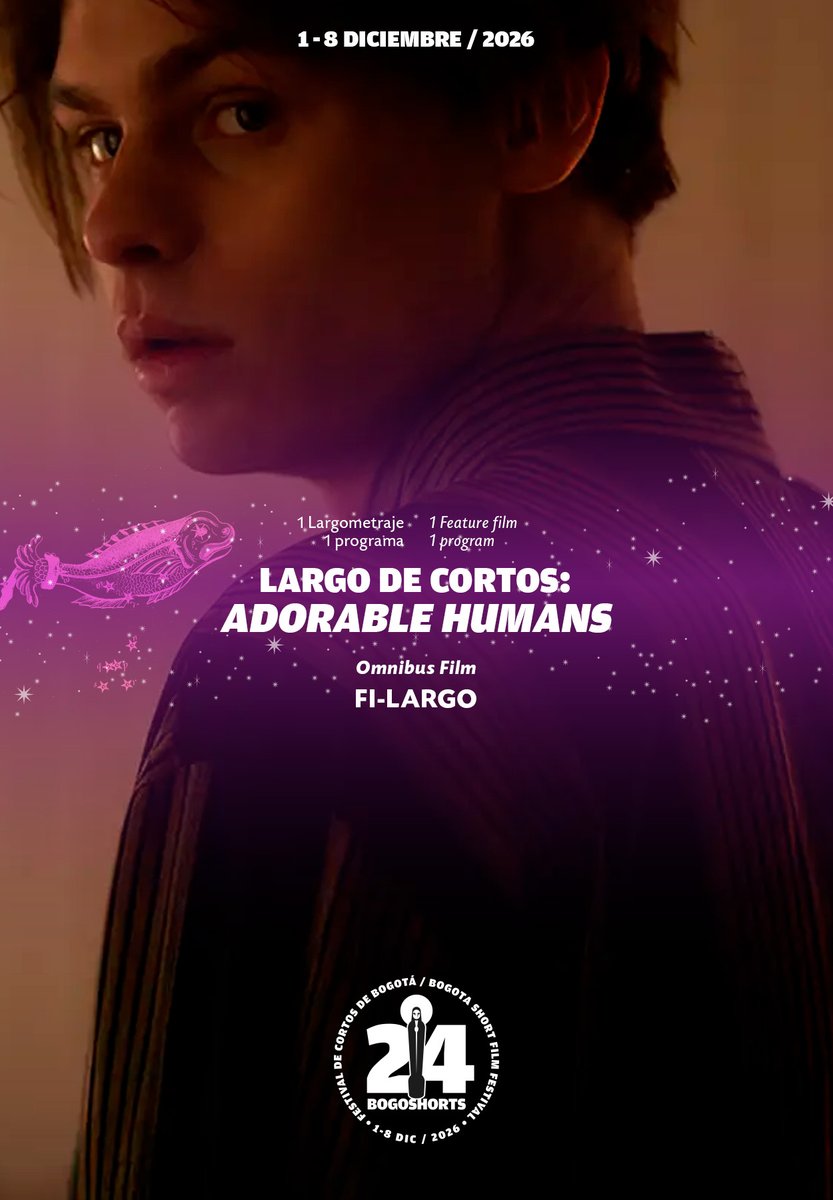 1 - 8 DICIEMBRE / 2026
1 Largometraje 1 Feature film
1 programa 1 program
LARGO DE CORTOS:
ADORABLE HUMANS
Omnibus Film
FI-LARGO
FESTIVAL DE CORTOS DE BOGOTÁ / BOGOTA SHORT FILM FESTIVAL
24
BOGOSHORTS
• 1-8 DIC / 2026 •